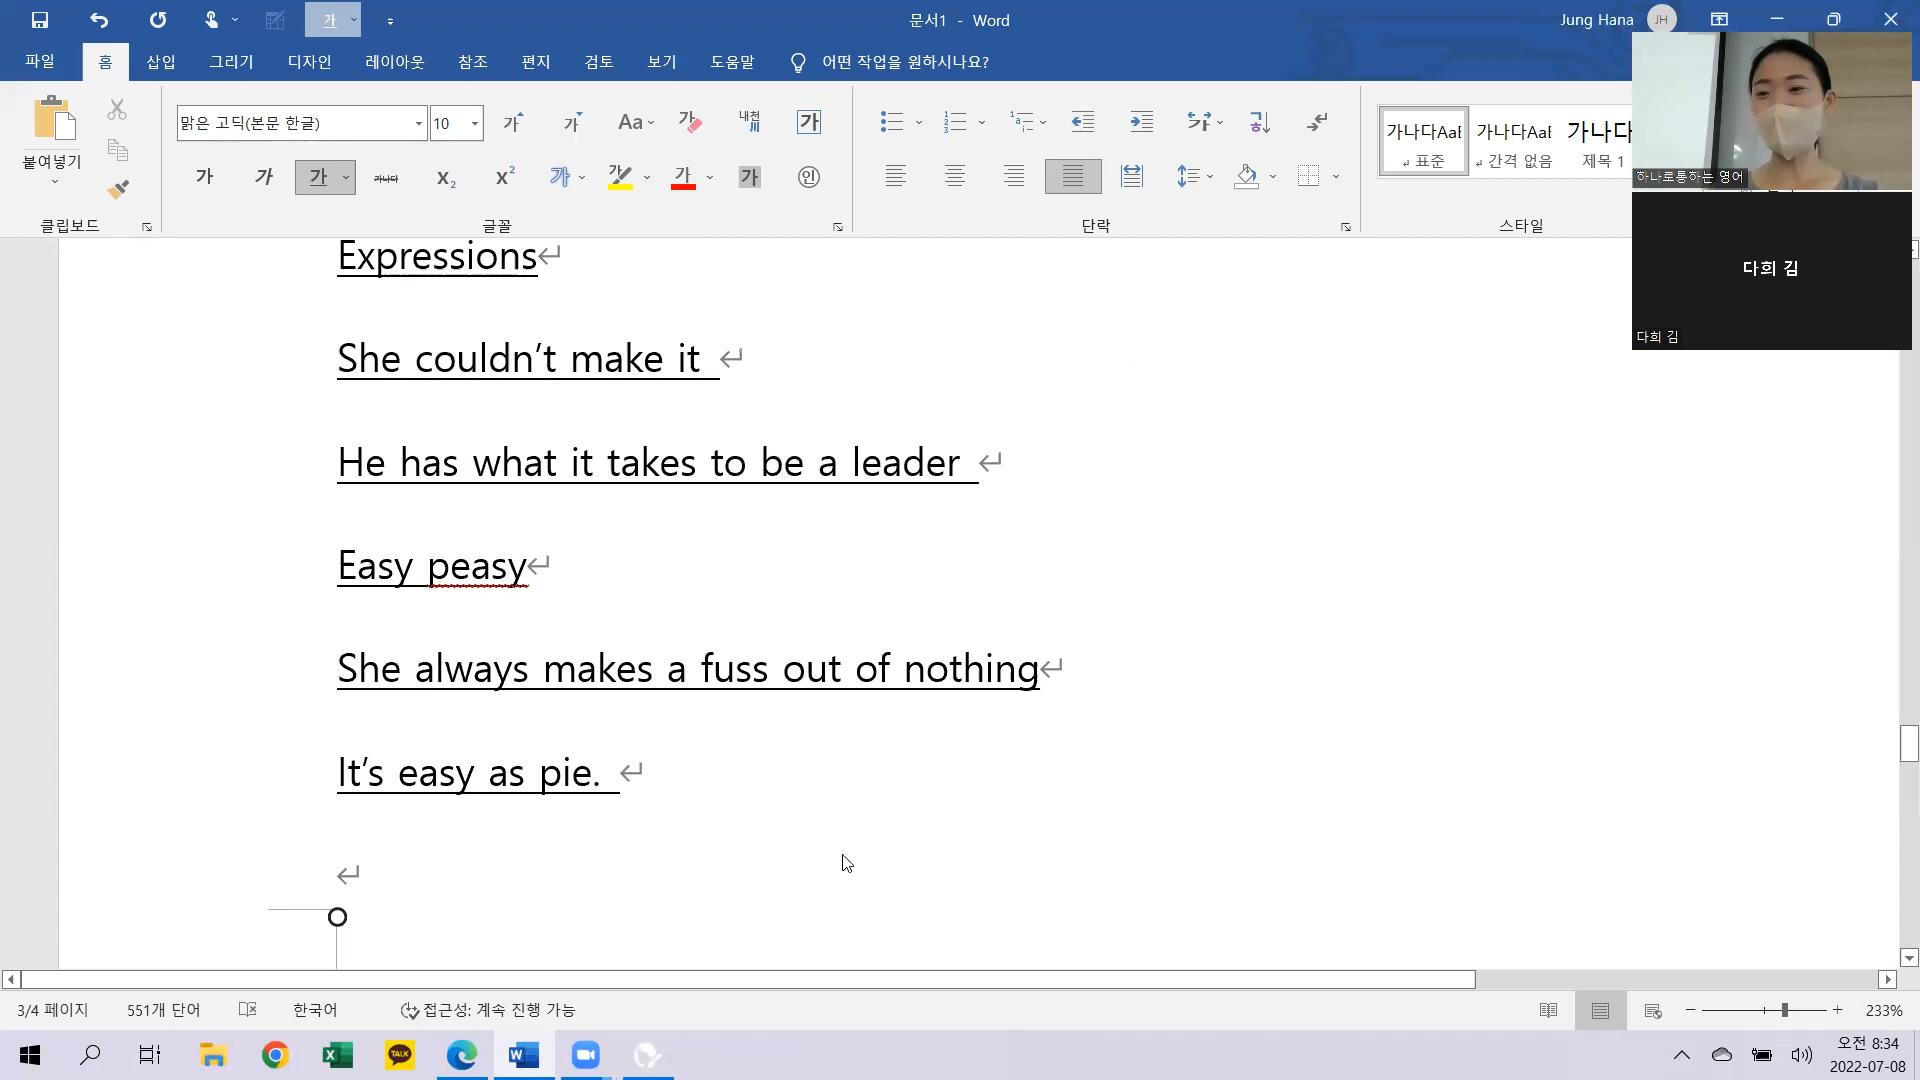 문서1 - Word
Jung Hana JH
파일 홈 삽입 그리기 디자인 레이아웃 참조 편지 검토 보기 도움말 어떤 작업을 원하시나요?
붙여넣기
맑은 고딕(본문 한글) 10
가나다AaB 표준
가나다AaB 간격 없음
가나다 제목 1
클립보드 글꼴 단락 스타일
하나로통하는 영어
다희 김
다희 김
Expressions
She couldn’t make it
He has what it takes to be a leader
Easy peasy
She always makes a fuss out of nothing
It’s easy as pie.
3/4 페이지 551개 단어 한국어 접근성: 계속 진행 가능 233%
오전 8:34
2022-07-08